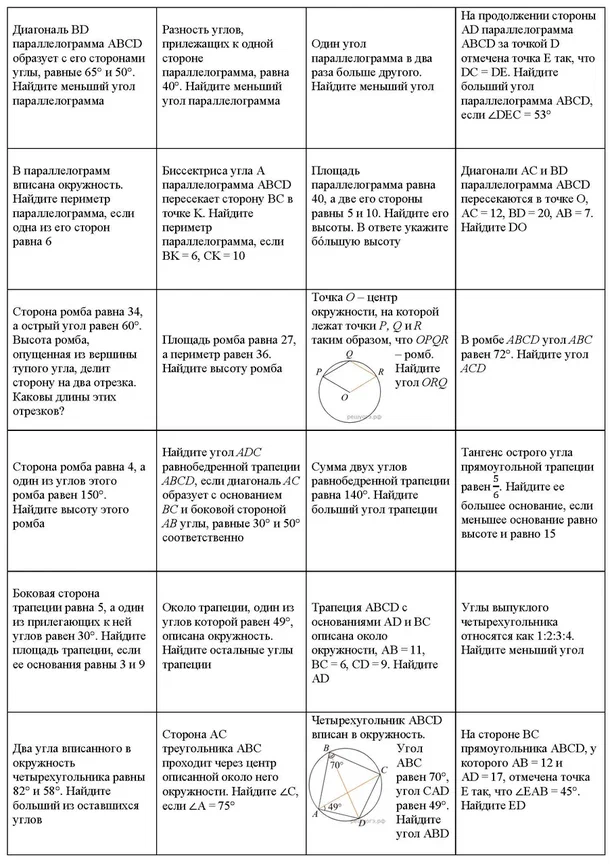 Диагональ BD
параллелограмма ABCD
образует с его сторонами
углы, равные 65° и 50°.
Найдите меньший угол
параллелограмма
Разность углов,
прилежащих к одной
стороне
параллелограмма, равна
40°. Найдите меньший
угол параллелограмма
Один угол
параллелограмма в два
раза больше другого.
Найдите меньший угол
На продолжении стороны
AD параллелограмма
ABCD за точкой D
отмечена точка E так, что
DC = DE. Найдите
больший угол
параллелограмма ABCD,
если ∠DEC = 53°
В параллелограмм
вписана окружность.
Найдите периметр
параллелограмма, если
одна из его сторон
равна 6
Биссектриса угла A
параллелограмма ABCD
пересекает сторону BC в
точке K. Найдите
периметр
параллелограмма, если
BK = 6, CK = 10
Площадь
параллелограмма равна
40, а две его стороны
равны 5 и 10. Найдите его
высоты. В ответе укажите
бóльшую высоту
Диагонали AC и BD
параллелограмма ABCD
пересекаются в точке O,
AC = 12, BD = 20, AB = 7.
Найдите DO
Сторона ромба равна 34,
а острый угол равен 60°.
Высота ромба,
опущенная из вершины
тупого угла, делит
сторону на два отрезка.
Каковы длины этих
отрезков?
Площадь ромба равна 27,
а периметр равен 36.
Найдите высоту ромба
Точка O – центр
окружности, на которой
лежат точки P, Q и R
таким образом, что OPQR
– ромб.
Найдите
угол ORQ
Q
P
R
O
решуогэ.рф
В ромбе ABCD угол ABC
равен 72°. Найдите угол
ACD
Сторона ромба равна 4, а
один из углов этого
ромба равен 150°.
Найдите высоту этого
ромба
Найдите угол ADC
равнобедренной трапеции
ABCD, если диагональ AC
образует с основанием
BC и боковой стороной
AB углы, равные 30° и 50°
соответственно
Сумма двух углов
равнобедренной трапеции
равна 140°. Найдите
больший угол трапеции
Тангенс острого угла
прямоугольной трапеции
равен 5/6. Найдите ее
большее основание, если
меньшее основание равно
высоте и равно 15
Боковая сторона
трапеции равна 5, а один
из прилегающих к ней
углов равен 30°. Найдите
площадь трапеции, если
ее основания равны 3 и 9
Около трапеции, один из
углов которой равен 49°,
описана окружность.
Найдите остальные углы
трапеции
Трапеция ABCD с
основаниями AD и BC
описана около
окружности, AB = 11,
BC = 6, CD = 9. Найдите
AD
Углы выпуклого
четырехугольника
относятся как 1:2:3:4.
Найдите меньший угол
Два угла вписанного в
окружность
четырехугольника равны
82° и 58°. Найдите
больший из оставшихся
углов
Сторона AC
треугольника ABC
проходит через центр
описанной около него
окружности. Найдите ∠C,
если ∠A = 75°
Четырехугольник ABCD
вписан в окружность.
Угол
ABC
равен 70°,
угол CAD
равен 49°.
Найдите
угол ABD
B
70°
C
49°
A
D
решуогэ.рф
На стороне BC
прямоугольника ABCD, у
которого AB = 12 и
AD = 17, отмечена точка
E так, что ∠EAB = 45°.
Найдите ED